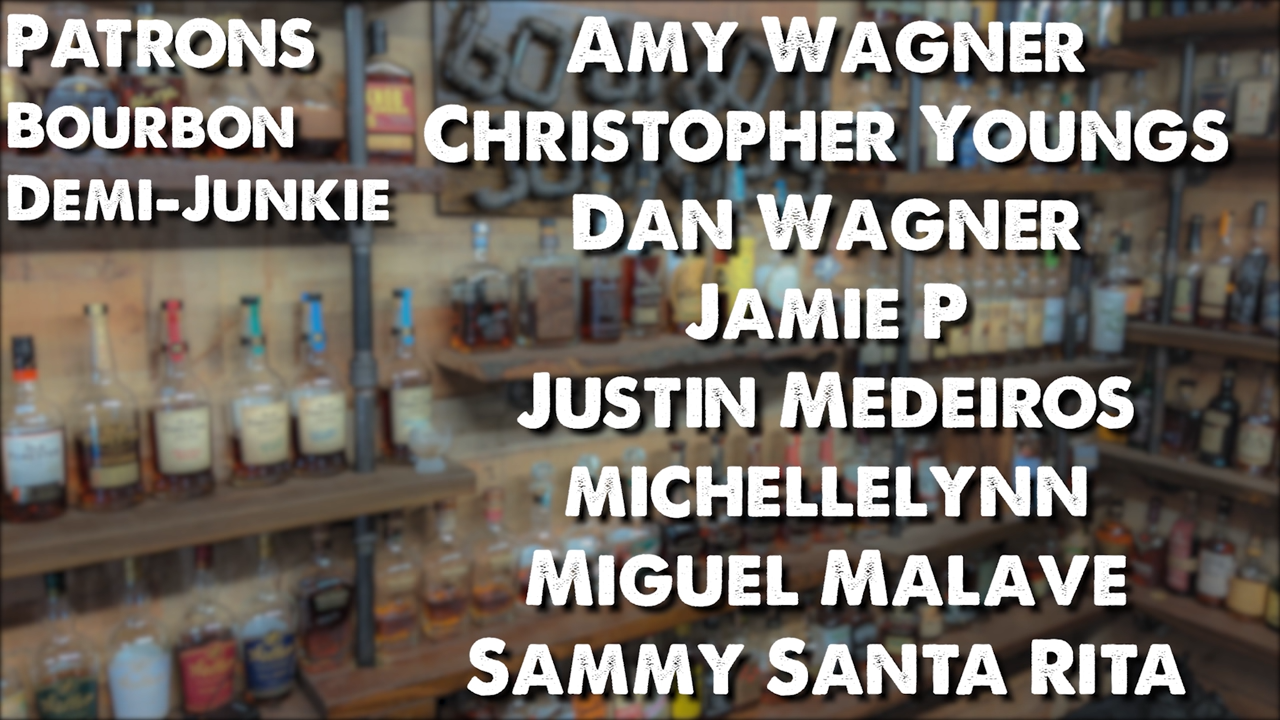 Patrons
Bourbon
Demi-Junkie
Amy Wagner
Christopher Youngs
Dan Wagner
Jamie P
Justin Medeiros
michellelynn
Miguel Malave
Sammy Santa Rita